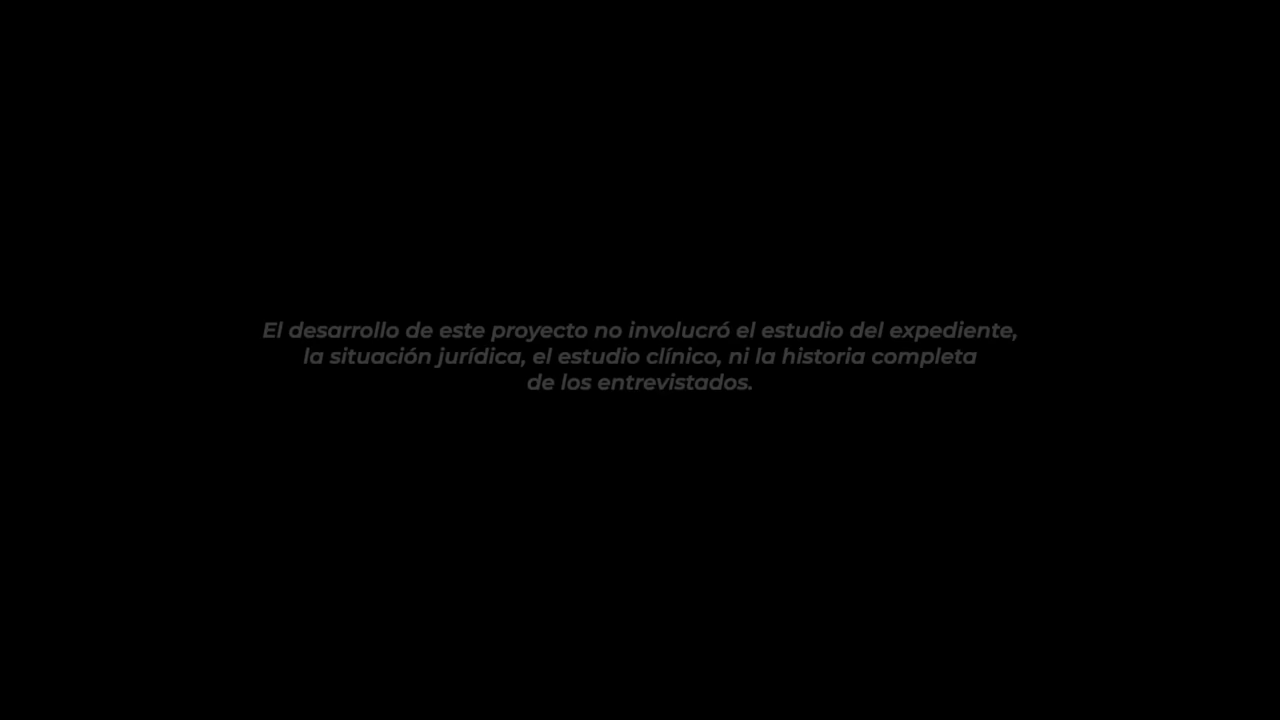 El desarrollo de este proyecto no involucró el estudio del expediente,
la situación jurídica, el estudio clínico, ni la historia completa
de los entrevistados.